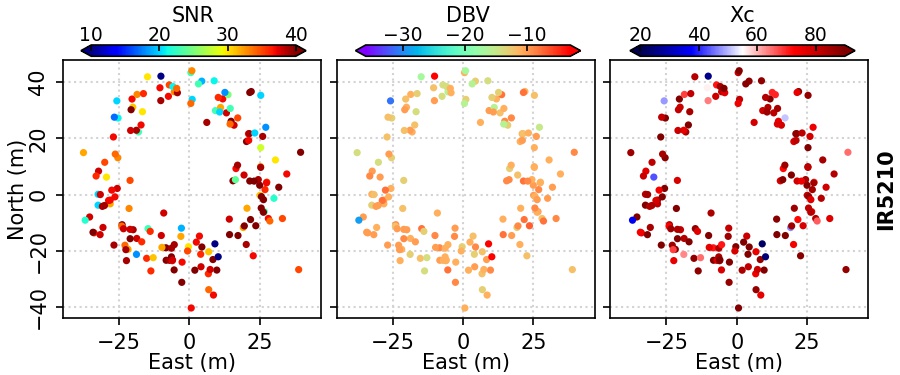 SNR DBV Xc
10 20 30 40 −30 −20 −10 20 40 60 80
North (m)
40
20
0
−20
−40
−25 0 25 −25 0 25 −25 0 25
East (m) East (m) East (m)
IR5210